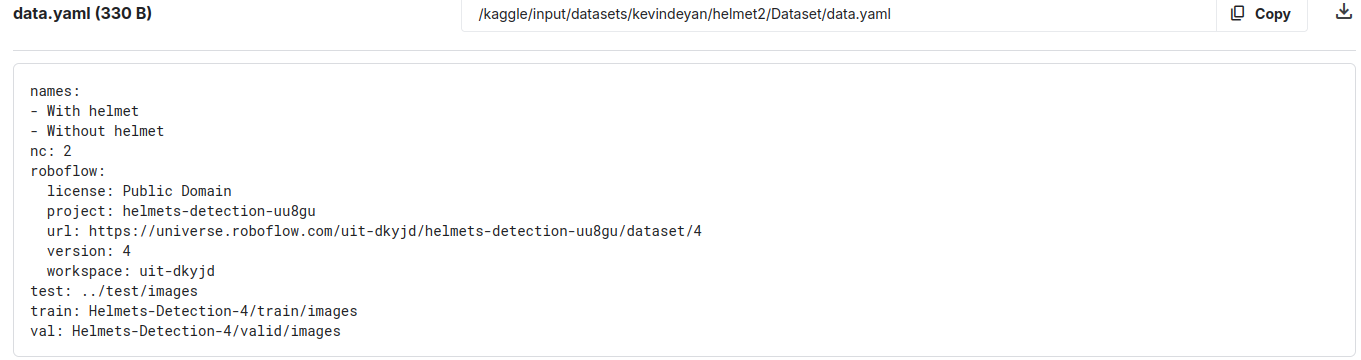 data.yaml (330 B)
/kaggle/input/datasets/kevindeyan/helmet2/Dataset/data.yaml
Copy
names:
- With helmet
- Without helmet
nc: 2
roboflow:
  license: Public Domain
  project: helmets-detection-uu8gu
  url: https://universe.roboflow.com/uit-dkyjd/helmets-detection-uu8gu/dataset/4
  version: 4
  workspace: uit-dkyjd
test: ../test/images
train: Helmets-Detection-4/train/images
val: Helmets-Detection-4/valid/images